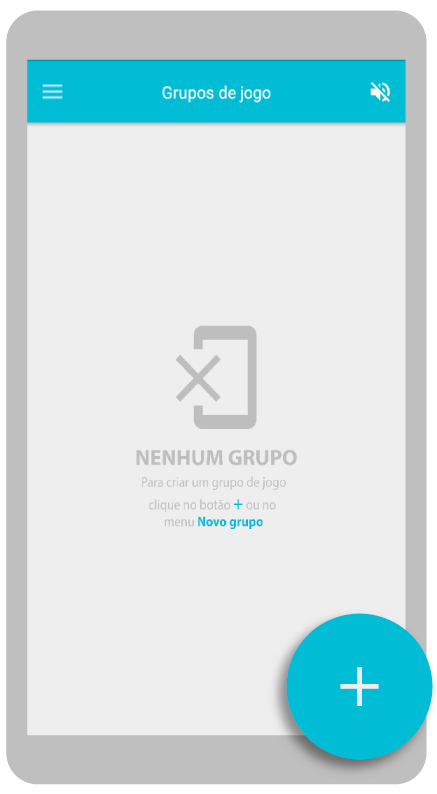 Grupos de jogo
NENHUM GRUPO
Para criar um grupo de jogo
clique no botão + ou no
menu Novo grupo